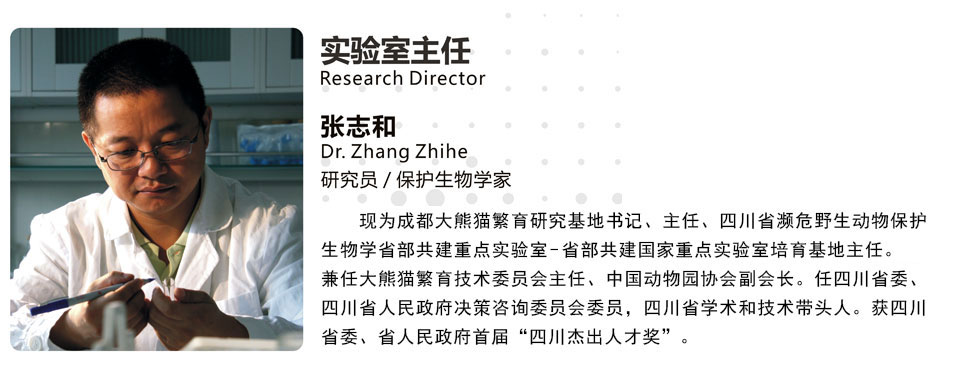 实验室主任
Research Director
张志和
Dr. Zhang Zhihe
研究员 / 保护生物学家
现为成都大熊猫繁育研究基地书记、主任、四川省濒危野生动物保护
生物学省部共建重点实验室-省部共建国家重点实验室培育基地主任。
兼任大熊猫繁育技术委员会主任、中国动物园协会副会长。任四川省委、
四川省人民政府决策咨询委员会委员，四川省学术和技术带头人。获四川
省委、省人民政府首届“四川杰出人才奖”。